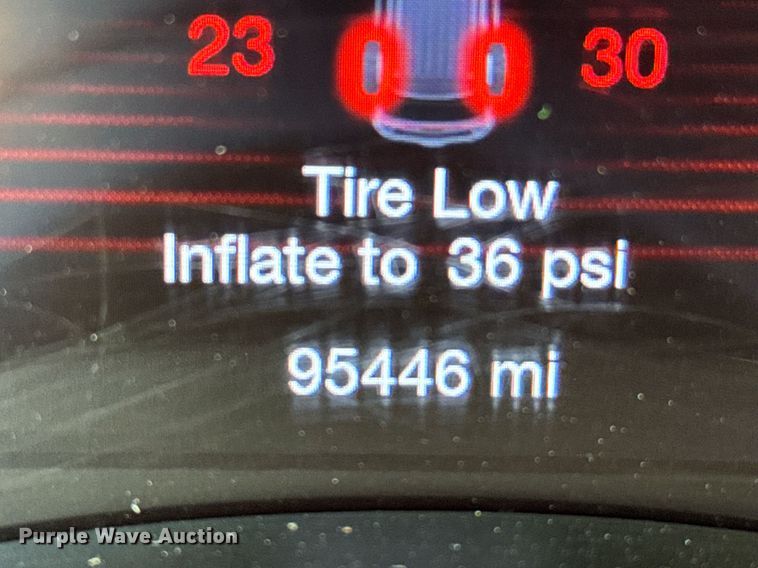 23 30
Tire Low
Inflate to 36 psi
95446 mi
Purple Wave Auction